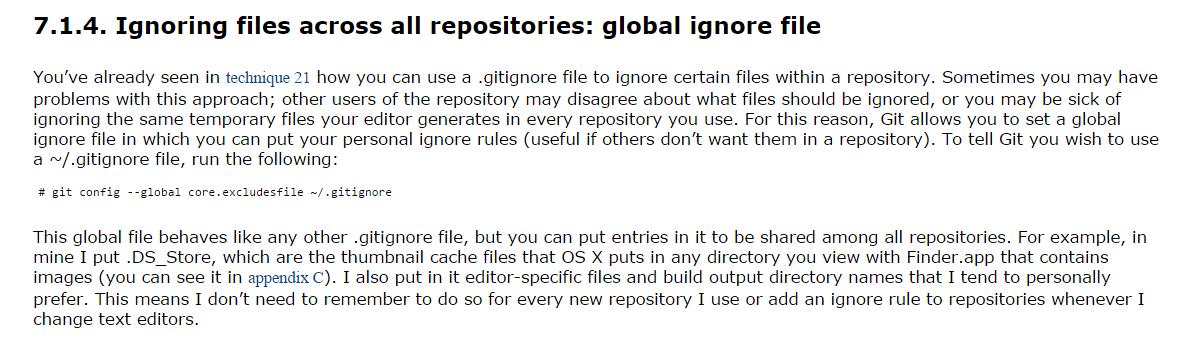 7.1.4. Ignoring files across all repositories: global ignore file
You’ve already seen in technique 21 how you can use a .gitignore file to ignore certain files within a repository. Sometimes you may have
problems with this approach; other users of the repository may disagree about what files should be ignored, or you may be sick of
ignoring the same temporary files your editor generates in every repository you use. For this reason, Git allows you to set a global
ignore file in which you can put your personal ignore rules (useful if others don’t want them in a repository). To tell Git you wish to use
a ~/.gitignore file, run the following:
# git config --global core.excludesfile ~/.gitignore
This global file behaves like any other .gitignore file, but you can put entries in it to be shared among all repositories. For example, in
mine I put .DS_Store, which are the thumbnail cache files that OS X puts in any directory you view with Finder.app that contains
images (you can see it in appendix C). I also put in it editor-specific files and build output directory names that I tend to personally
prefer. This means I don’t need to remember to do so for every new repository I use or add an ignore rule to repositories whenever I
change text editors.